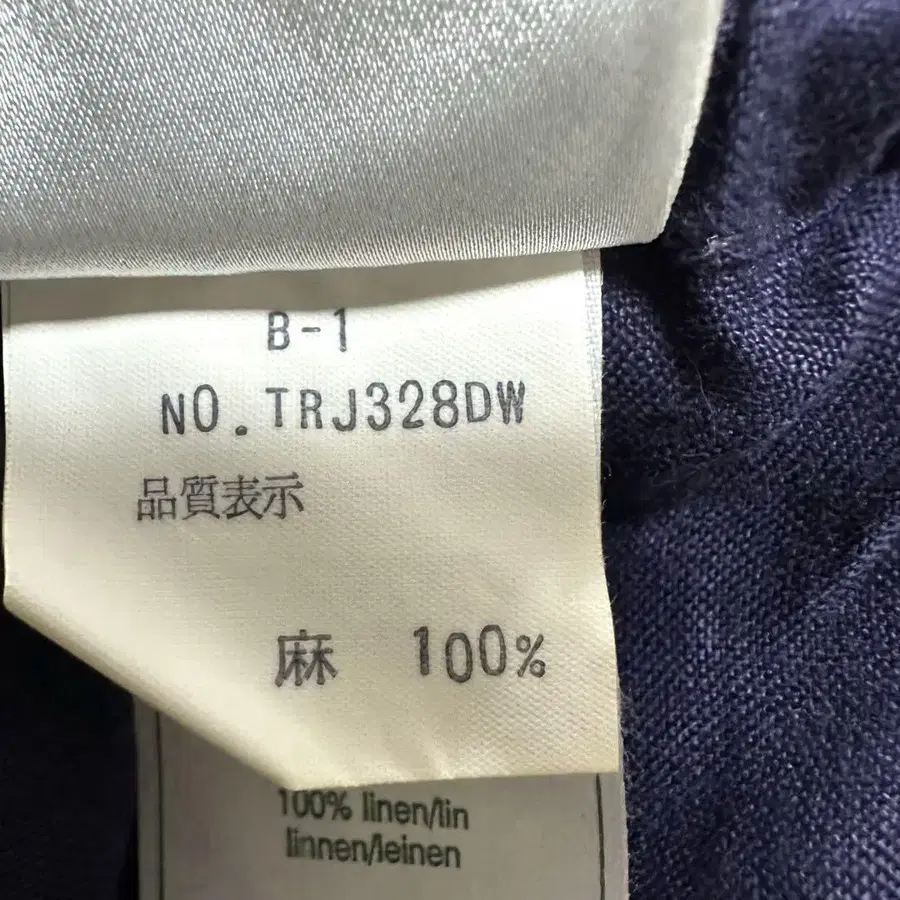 B-1
NO.TRJ328DW
品質表示
麻 100%
100% linen/lin
linnen/leinen